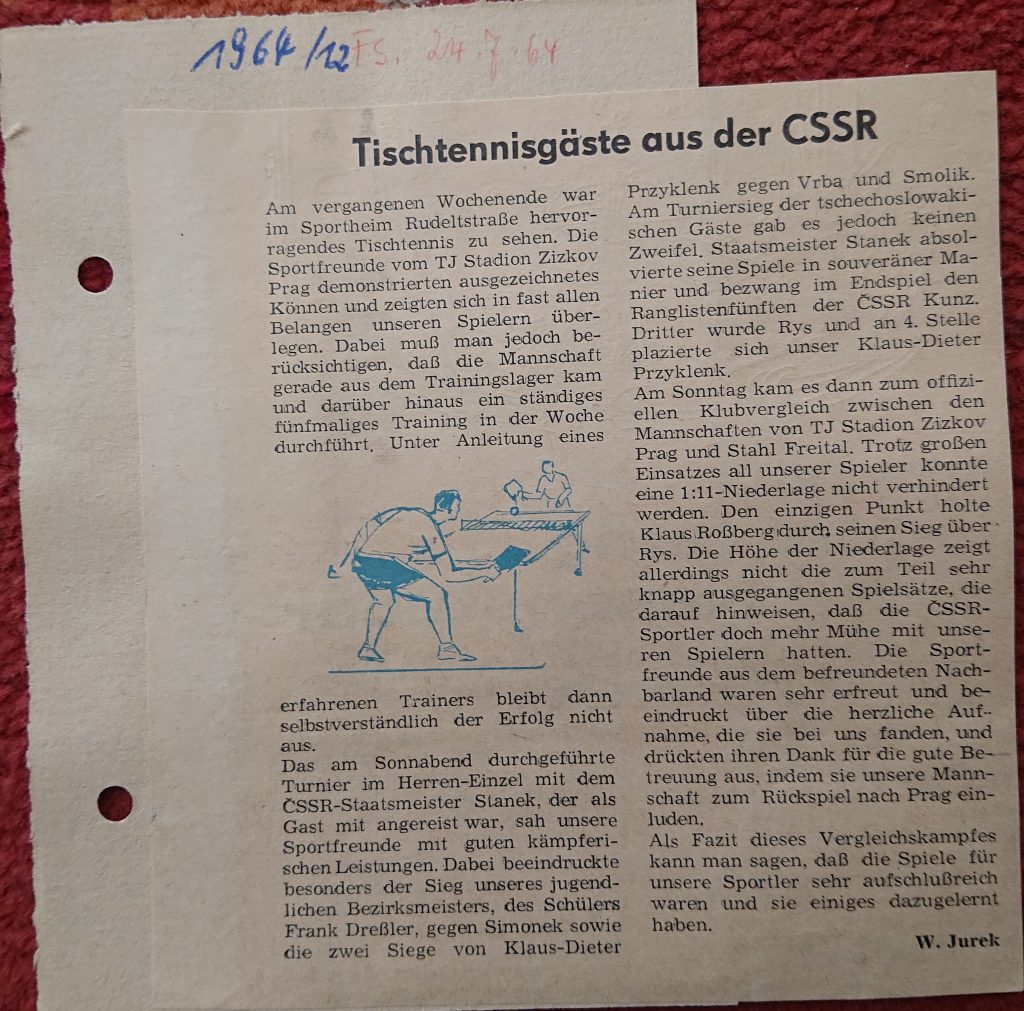 1964/12 FS. 24.7.64
Tischtennisgäste aus der CSSR
Am vergangenen Wochenende war
im Sportheim Rudeltstraße hervor-
ragendes Tischtennis zu sehen. Die
Sportfreunde vom TJ Stadion Zizkov
Prag demonstrierten ausgezeichnetes
Können und zeigten sich in fast allen
Belangen unseren Spielern über-
legen. Dabei muß man jedoch be-
rücksichtigen, daß die Mannschaft
gerade aus dem Trainingslager kam
und darüber hinaus ein ständiges
fünfmaliges Training in der Woche
durchführt. Unter Anleitung eines
erfahrenen Trainers bleibt dann
selbstverständlich der Erfolg nicht
aus.
Das am Sonnabend durchgeführte
Turnier im Herren-Einzel mit dem
ČSSR-Staatsmeister Stanek, der als
Gast mit angereist war, sah unsere
Sportfreunde mit guten kämpferi-
schen Leistungen. Dabei beeindruckte
besonders der Sieg unseres jugend-
lichen Bezirksmeisters, des Schülers
Frank Dreßler, gegen Simonek sowie
die zwei Siege von Klaus-Dieter
Przyklenk gegen Vrba und Smolik.
Am Turniersieg der tschechoslowaki-
schen Gäste gab es jedoch keinen
Zweifel. Staatsmeister Stanek absol-
vierte seine Spiele in souveräner Ma-
nier und bezwang im Endspiel den
Ranglistenfünften der ČSSR Kunz.
Dritter wurde Rys und an 4. Stelle
plazierte sich unser Klaus-Dieter
Przyklenk.
Am Sonntag kam es dann zum offizi-
ellen Klubvergleich zwischen den
Mannschaften von TJ Stadion Zizkov
Prag und Stahl Freital. Trotz großen
Einsatzes all unserer Spieler konnte
eine 1:11-Niederlage nicht verhindert
werden. Den einzigen Punkt holte
Klaus Roßberg durch seinen Sieg über
Rys. Die Höhe der Niederlage zeigt
allerdings nicht die zum Teil sehr
knapp ausgegangenen Spielsätze, die
darauf hinweisen, daß die ČSSR-
Sportler doch mehr Mühe mit unse-
ren Spielern hatten. Die Sport-
freunde aus dem befreundeten Nach-
barland waren sehr erfreut und be-
eindruckt über die herzliche Auf-
nahme, die sie bei uns fanden, und
drückten ihren Dank für die gute Be-
treuung aus, indem sie unsere Mann-
schaft zum Rückspiel nach Prag ein-
luden.
Als Fazit dieses Vergleichskampfes
kann man sagen, daß die Spiele für
unsere Sportler sehr aufschlußreich
waren und sie einiges dazugelernt
haben.
W. Jurek